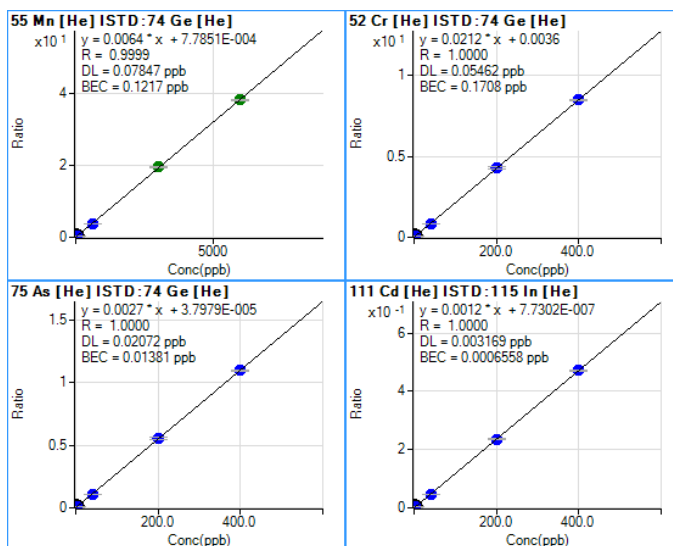 55 Mn [He] ISTD:74 Ge [He]
x10 1
y = 0.0064 * x + 7.7851E-004
R = 0.9999
DL = 0.07847 ppb
BEC = 0.1217 ppb
4
2
0
Ratio
5000
Conc(ppb)
52 Cr [He] ISTD:74 Ge [He]
x10 1
y = 0.0212 * x + 0.0036
R = 1.0000
DL = 0.05462 ppb
BEC = 0.1708 ppb
1
0.5
0
Ratio
200.0
400.0
Conc(ppb)
75 As [He] ISTD:74 Ge [He]
y = 0.0027 * x + 3.7979E-005
R = 1.0000
DL = 0.02072 ppb
BEC = 0.01381 ppb
1.5
1
0.5
0
Ratio
200.0
400.0
Conc(ppb)
111 Cd [He] ISTD:115 In [He]
x10 -1
y = 0.0012 * x + 7.7302E-007
R = 1.0000
DL = 0.003169 ppb
BEC = 0.0006558 ppb
6
4
2
0
Ratio
200.0
400.0
Conc(ppb)